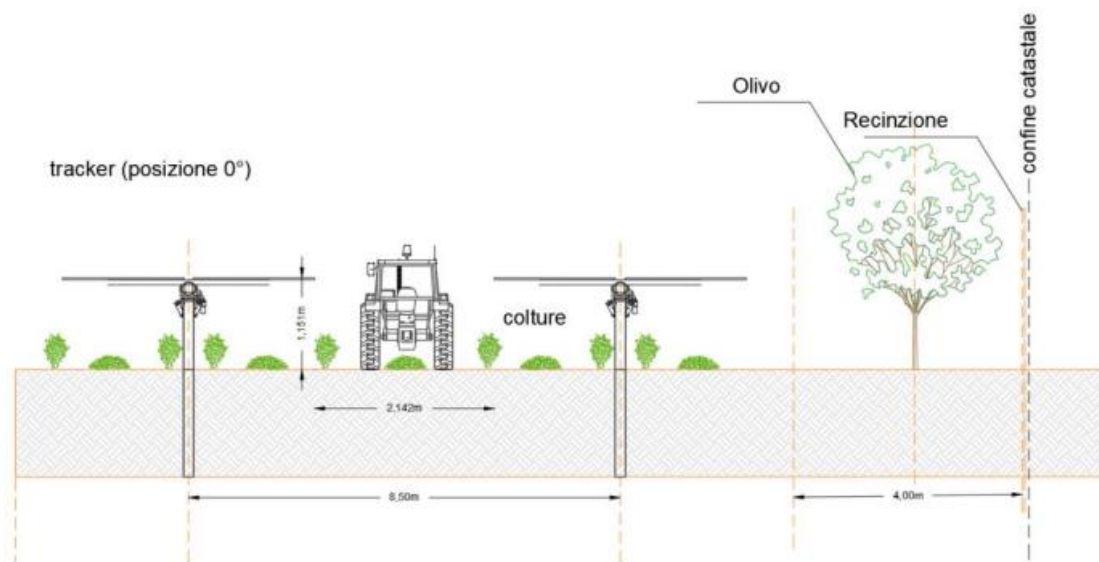 Olivo
Recinzione
confine catastale
tracker (posizione 0°)
colture
1,151m
2,142m
8,50m
4,00m